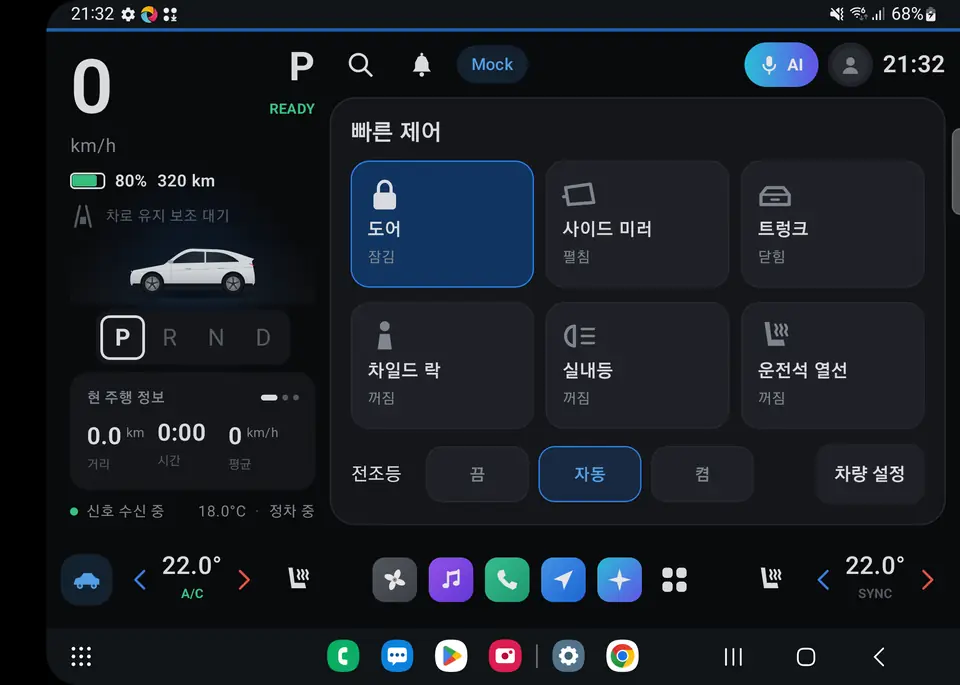 21:32
68%
0
P
Mock
AI
21:32
READY
km/h
80% 320 km
차로 유지 보조 대기
P R N D
현 주행 정보
0.0 km 0:00 0 km/h
거리 시간 평균
신호 수신 중 18.0°C · 정차 중
빠른 제어
도어
잠김
사이드 미러
펼침
트렁크
닫힘
차일드 락
꺼짐
실내등
꺼짐
운전석 열선
꺼짐
전조등 끔 자동 켬 차량 설정
22.0°
A/C
22.0°
SYNC